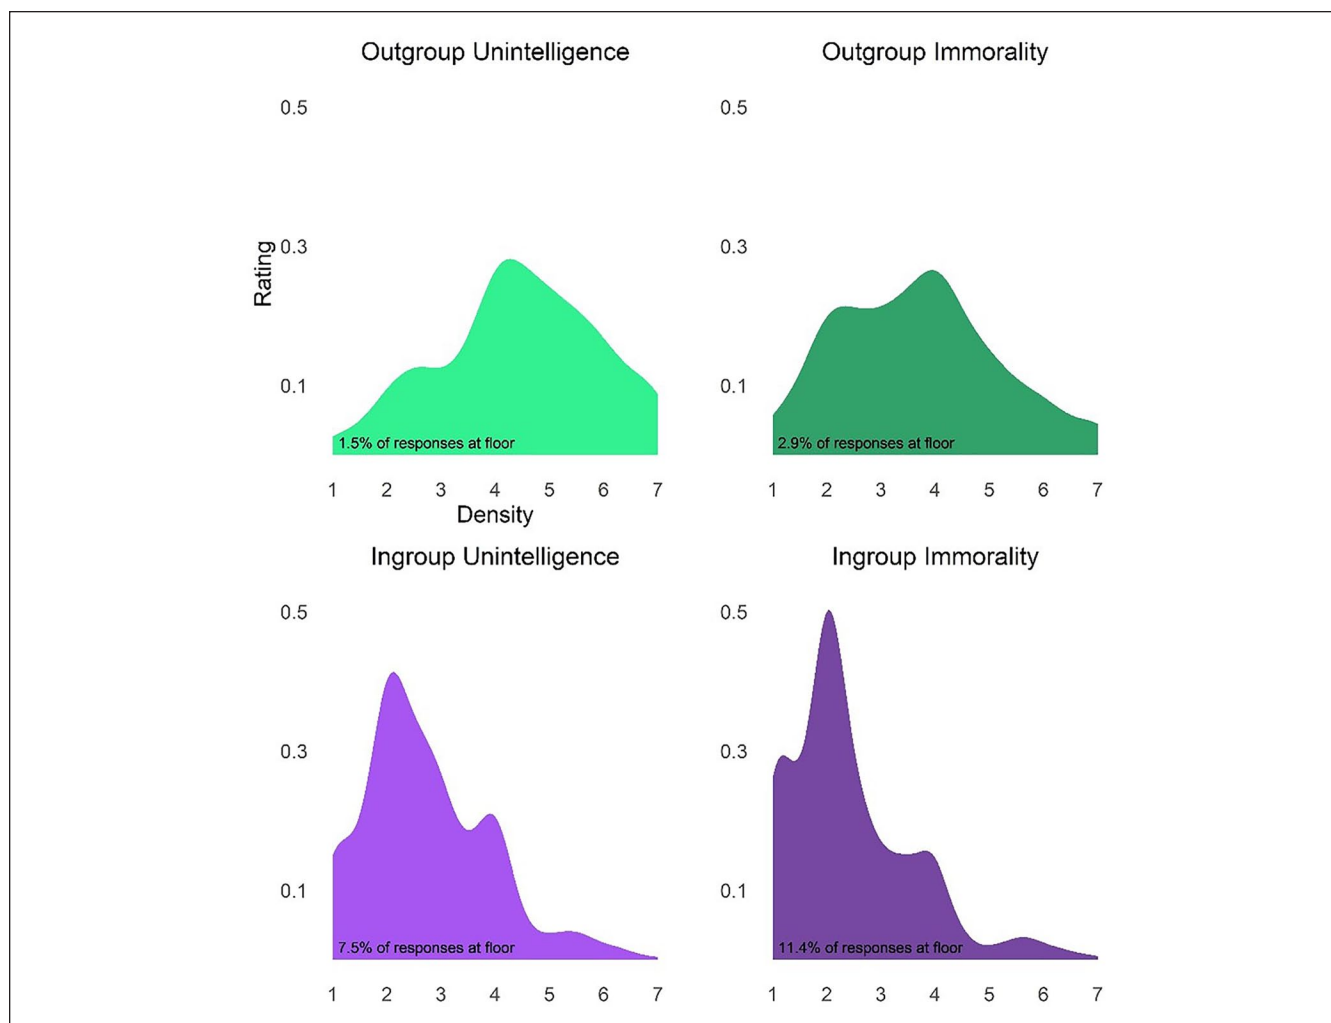 Outgroup Unintelligence
Outgroup Immorality
0.5
0.3
0.1
Rating
1.5% of responses at floor
1 2 3 4 5 6 7
Density
0.5
0.3
0.1
2.9% of responses at floor
1 2 3 4 5 6 7
Ingroup Unintelligence
Ingroup Immorality
0.5
0.3
0.1
7.5% of responses at floor
1 2 3 4 5 6 7
0.5
0.3
0.1
11.4% of responses at floor
1 2 3 4 5 6 7